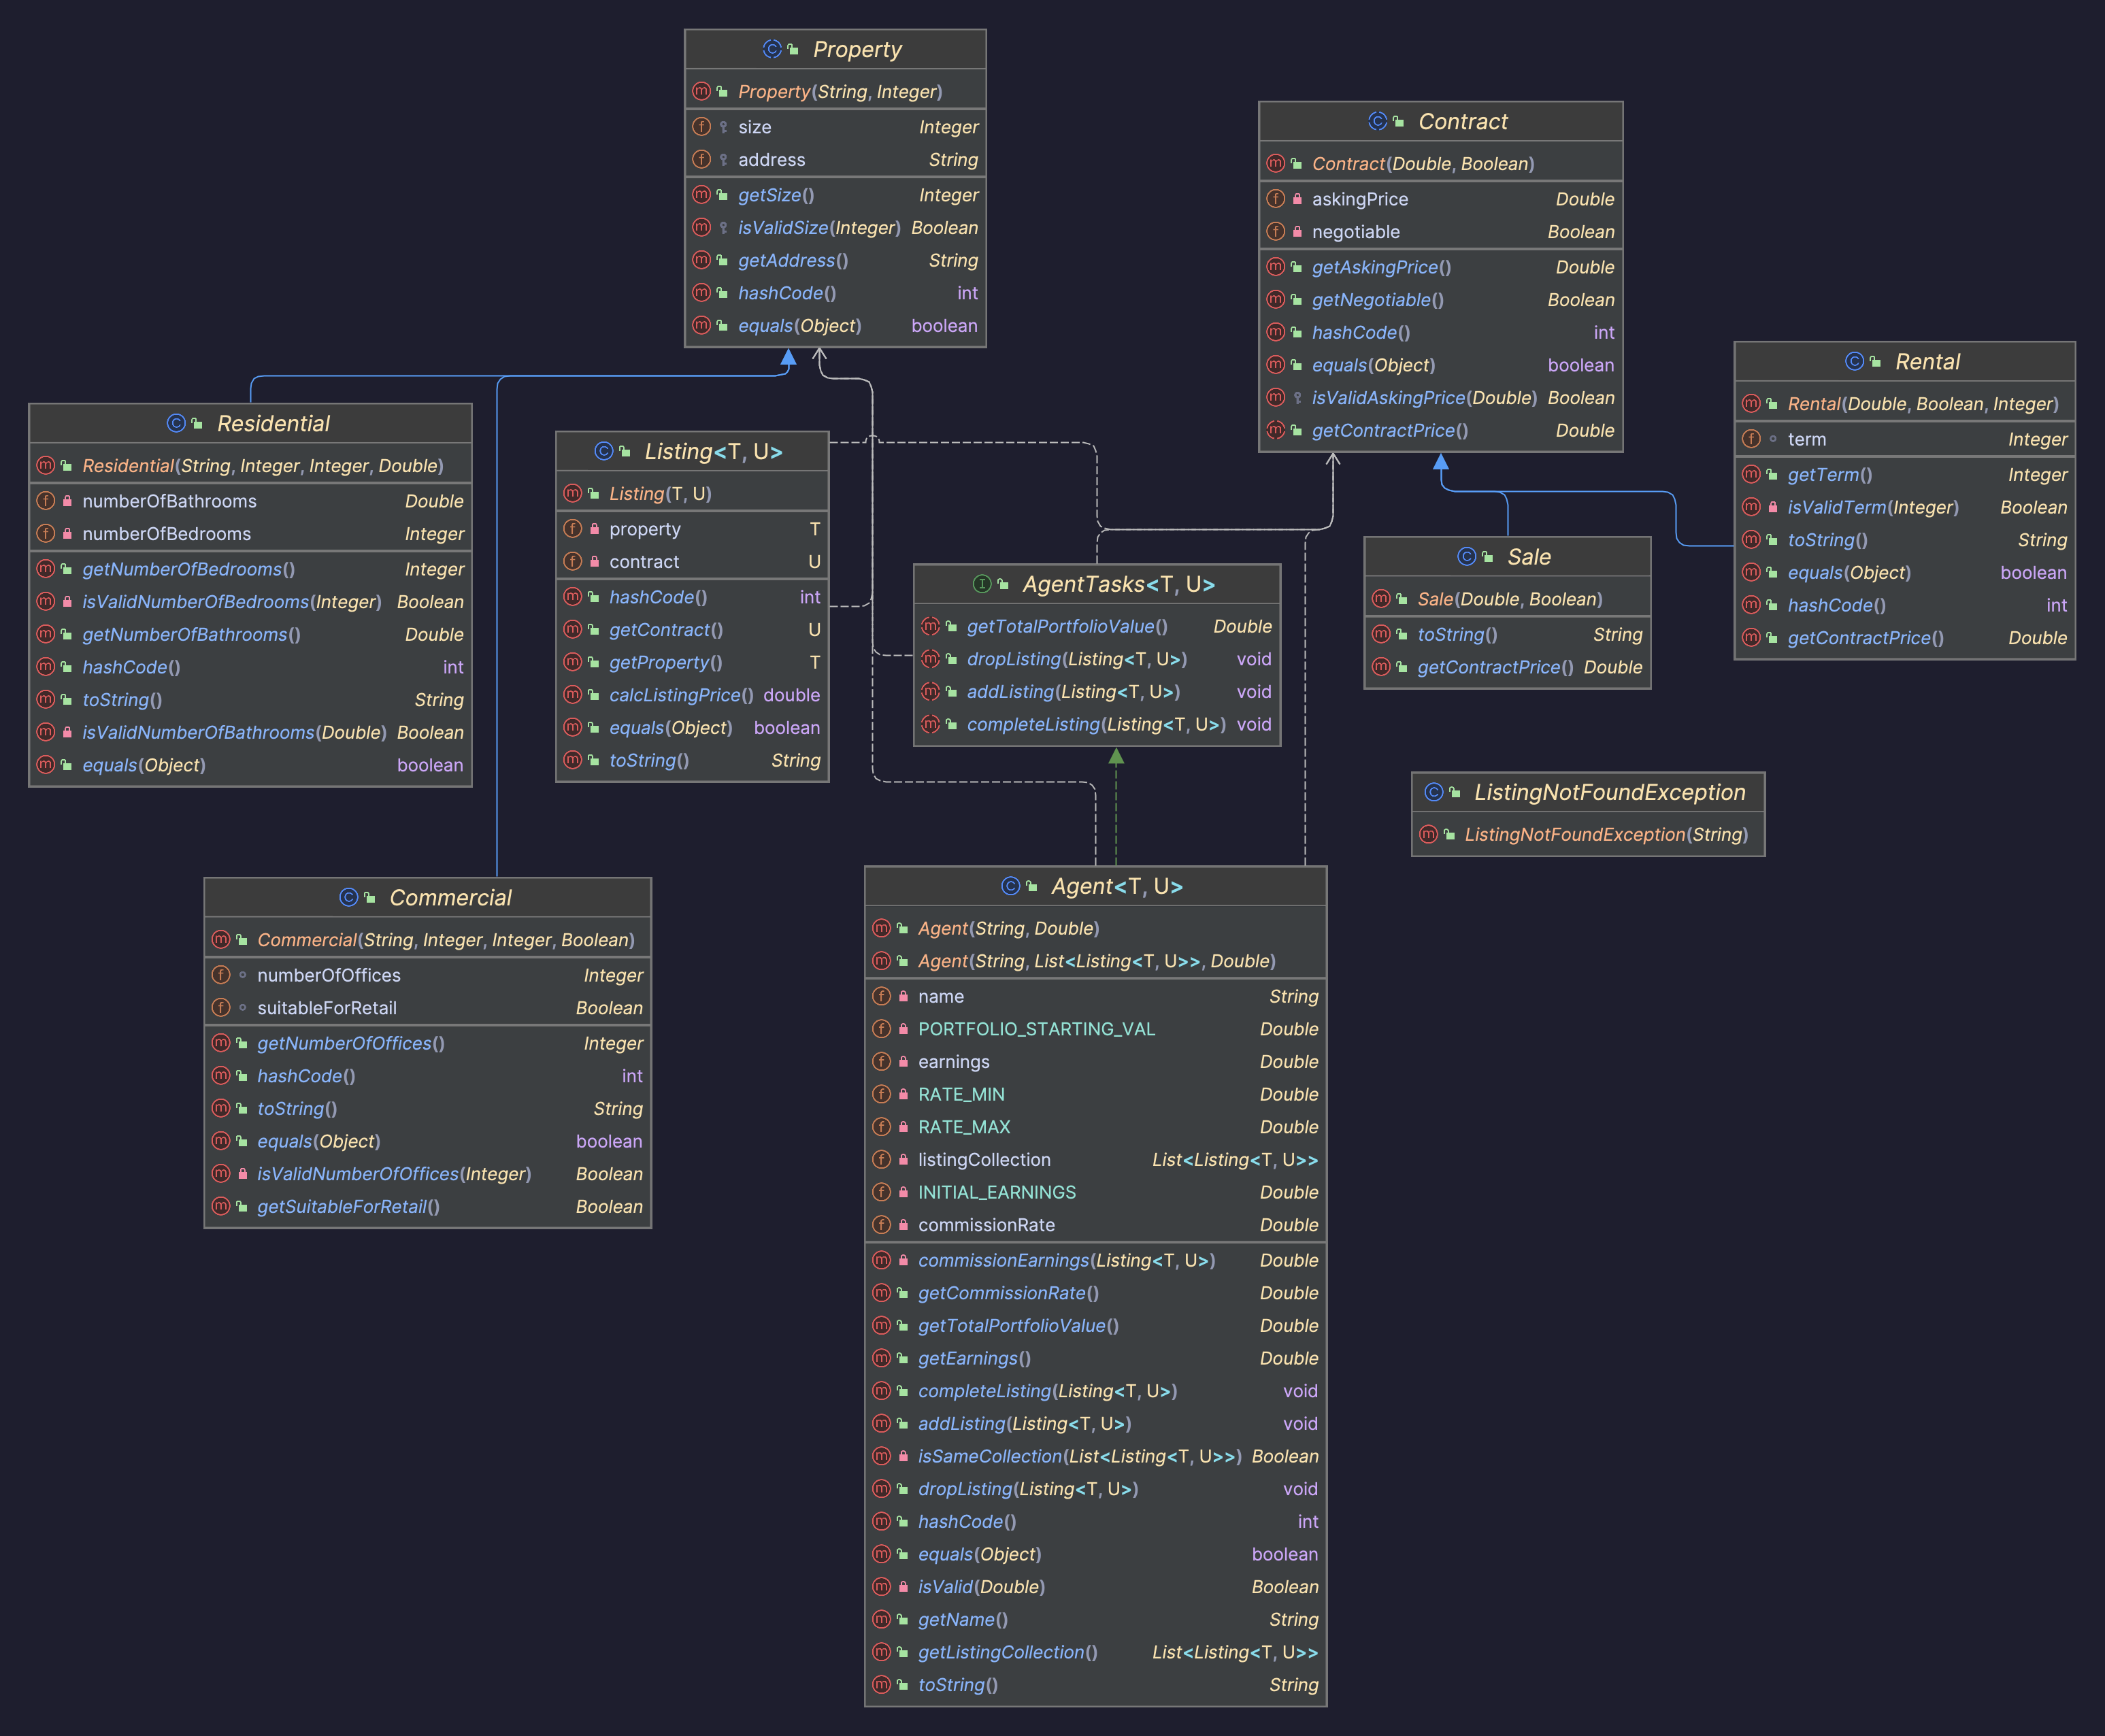 Property
Property(String, Integer)
size Integer
address String
getSize() Integer
isValidSize(Integer) Boolean
getAddress() String
hashCode() int
equals(Object) boolean
Contract
Contract(Double, Boolean)
askingPrice Double
negotiable Boolean
getAskingPrice() Double
getNegotiable() Boolean
hashCode() int
equals(Object) boolean
isValidAskingPrice(Double) Boolean
getContractPrice() Double
Rental
Rental(Double, Boolean, Integer)
term Integer
getTerm() Integer
isValidTerm(Integer) Boolean
toString() String
equals(Object) boolean
hashCode() int
getContractPrice() Double
Residential
Residential(String, Integer, Integer, Double)
numberOfBathrooms Double
numberOfBedrooms Integer
getNumberOfBedrooms() Integer
isValidNumberOfBedrooms(Integer) Boolean
getNumberOfBathrooms() Double
hashCode() int
toString() String
isValidNumberOfBathrooms(Double) Boolean
equals(Object) boolean
Listing<T, U>
Listing(T, U)
property T
contract U
hashCode() int
getContract() U
getProperty() T
calcListingPrice() double
equals(Object) boolean
toString() String
AgentTasks<T, U>
getTotalPortfolioValue() Double
dropListing(Listing<T, U>) void
addListing(Listing<T, U>) void
completeListing(Listing<T, U>) void
Sale
Sale(Double, Boolean)
toString() String
getContractPrice() Double
ListingNotFoundException
ListingNotFoundException(String)
Commercial
Commercial(String, Integer, Integer, Boolean)
numberOfOffices Integer
suitableForRetail Boolean
getNumberOfOffices() Integer
hashCode() int
toString() String
equals(Object) boolean
isValidNumberOfOffices(Integer) Boolean
getSuitableForRetail() Boolean
Agent<T, U>
Agent(String, Double)
Agent(String, List<Listing<T, U>>, Double)
name String
PORTFOLIO_STARTING_VAL Double
earnings Double
RATE_MIN Double
RATE_MAX Double
listingCollection List<Listing<T, U>>
INITIAL_EARNINGS Double
commissionRate Double
commissionEarnings(Listing<T, U>) Double
getCommissionRate() Double
getTotalPortfolioValue() Double
getEarnings() Double
completeListing(Listing<T, U>) void
addListing(Listing<T, U>) void
isSameCollection(List<Listing<T, U>>) Boolean
dropListing(Listing<T, U>) void
hashCode() int
equals(Object) boolean
isValid(Double) Boolean
getName() String
getListingCollection() List<Listing<T, U>>
toString() String